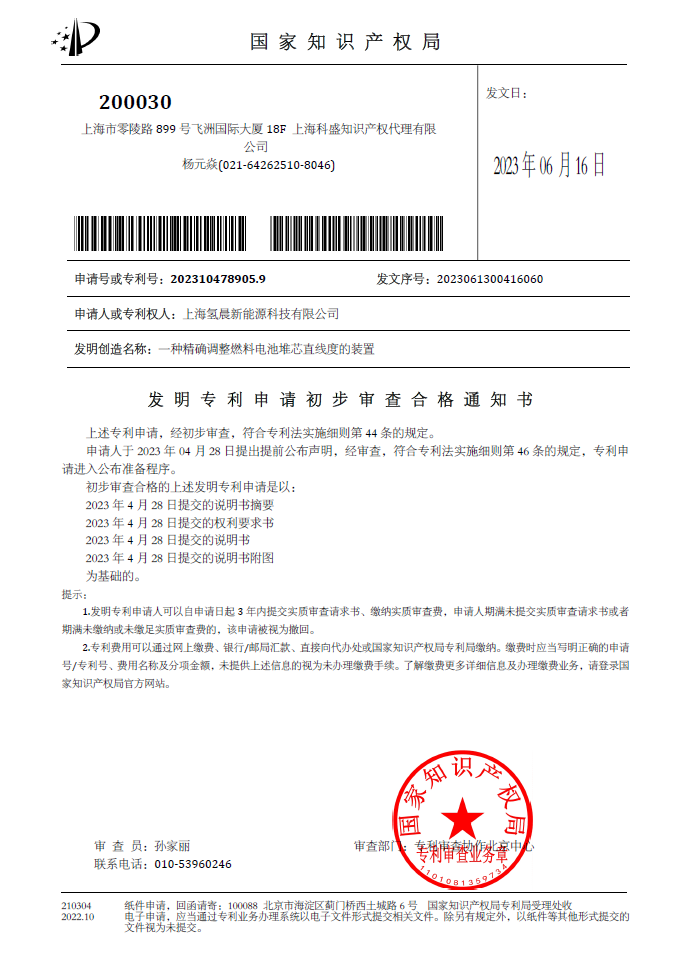 国家知识产权局
200030
上海市零陵路 899 号飞洲国际大厦 18F 上海科盛知识产权代理有限
公司
杨元焱(021-64262510-8046)
发文日：
2023 年 06 月 16 日
申请号或专利号：202310478905.9 发文序号：2023061300416060
申请人或专利权人：上海氢晨新能源科技有限公司
发明创造名称：一种精确调整燃料电池堆芯直线度的装置
发明专利申请初步审查合格通知书
上述专利申请，经初步审查，符合专利法实施细则第 44 条的规定。
申请人于 2023 年 04 月 28 日提出提前公布声明，经审查，符合专利法实施细则第 46 条的规定，专利申
请进入公布准备程序。
初步审查合格的上述发明专利申请是以：
2023 年 4 月 28 日提交的说明书摘要
2023 年 4 月 28 日提交的权利要求书
2023 年 4 月 28 日提交的说明书
2023 年 4 月 28 日提交的说明书附图
为基础的。
提示：
1.发明专利申请人可以自申请日起 3 年内提交实质审查请求书、缴纳实质审查费，申请人期满未提交实质审查请求书或者
期满未缴纳或未缴足实质审查费的，该申请被视为撤回。
2.专利费用可以通过网上缴费、银行/邮局汇款、直接向代办处或国家知识产权局专利局缴纳。缴费时应当写明正确的申请
号/专利号、费用名称及分项金额，未提供上述信息的视为未办理缴费手续。了解缴费更多详细信息及办理缴费业务，请登录国
家知识产权局官方网站。
国家知识产权局
审 查 员：孙家丽 审查部门：专利审查协作北京中心
专利审查业务章
联系电话：010-53960246
1101081359734
210304 纸件申请，回函请寄：100088 北京市海淀区蓟门桥西土城路 6 号 国家知识产权局专利局受理处收
2022.10 电子申请，应当通过专利业务办理系统以电子文件形式提交相关文件。除另有规定外，以纸件等其他形式提交的
文件视为未提交。